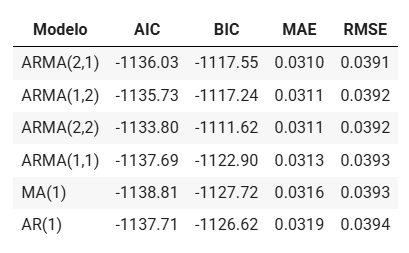 Modelo AIC BIC MAE RMSE
ARMA(2,1) -1136.03 -1117.55 0.0310 0.0391
ARMA(1,2) -1135.73 -1117.24 0.0311 0.0392
ARMA(2,2) -1133.80 -1111.62 0.0311 0.0392
ARMA(1,1) -1137.69 -1122.90 0.0313 0.0393
MA(1) -1138.81 -1127.72 0.0316 0.0393
AR(1) -1137.71 -1126.62 0.0319 0.0394